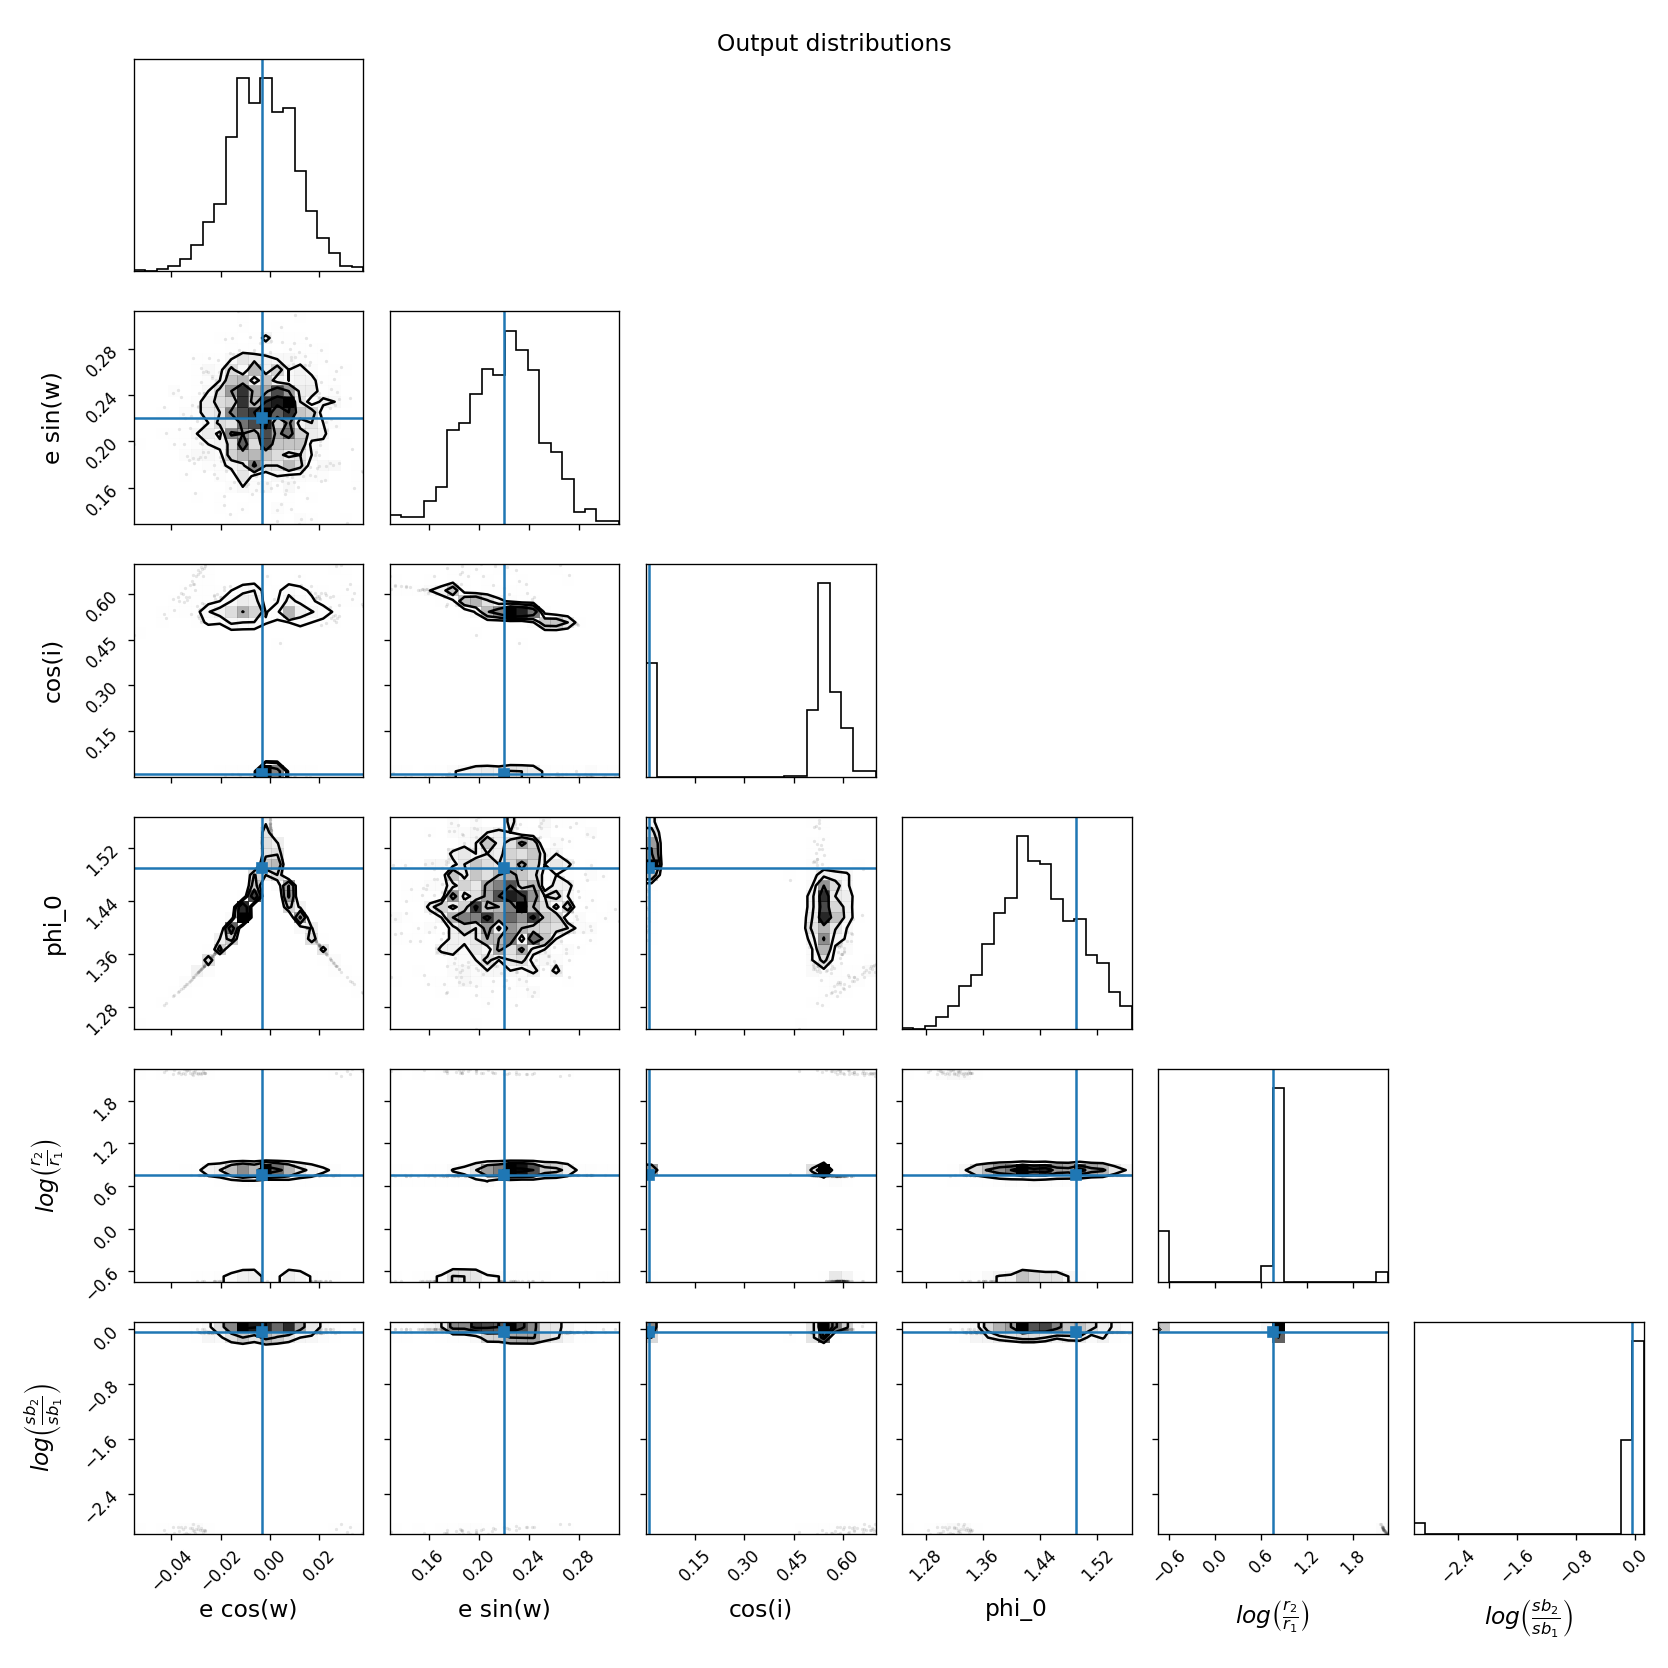 Output distributions
e sin(w)
0.28
0.24
0.20
0.16
cos(i)
0.60
0.45
0.30
0.15
phi_0
1.52
1.44
1.36
1.28
log(r2/r1)
1.8
1.2
0.6
0.0
−0.6
log(sb2/sb1)
0.0
−0.8
−1.6
−2.4
−0.04 −0.02 0.00 0.02
0.16 0.20 0.24 0.28
0.15 0.30 0.45 0.60
1.28 1.36 1.44 1.52
−0.6 0.0 0.6 1.2 1.8
−2.4 −1.6 −0.8 0.0
e cos(w)
e sin(w)
cos(i)
phi_0
log(r2/r1)
log(sb2/sb1)